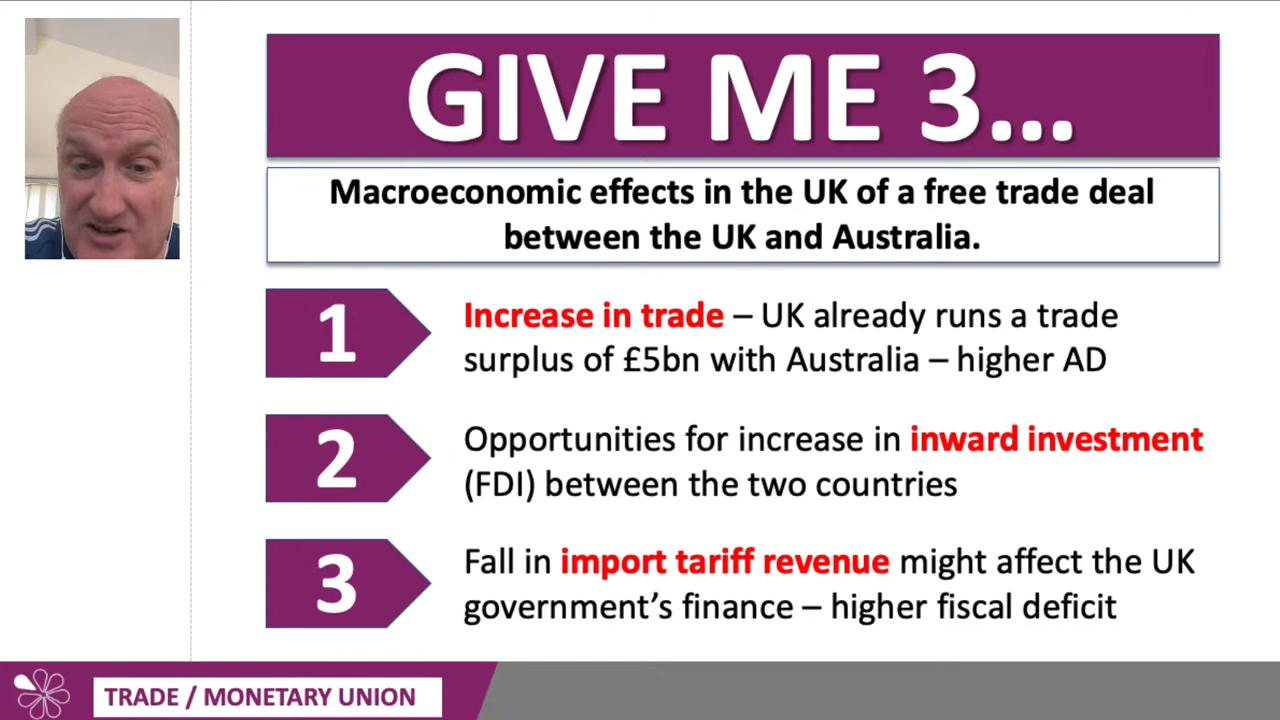 GIVE ME 3...
Macroeconomic effects in the UK of a free trade deal
between the UK and Australia.
1
Increase in trade – UK already runs a trade
surplus of £5bn with Australia – higher AD
2
Opportunities for increase in inward investment
(FDI) between the two countries
3
Fall in import tariff revenue might affect the UK
government’s finance – higher fiscal deficit
TRADE / MONETARY UNION